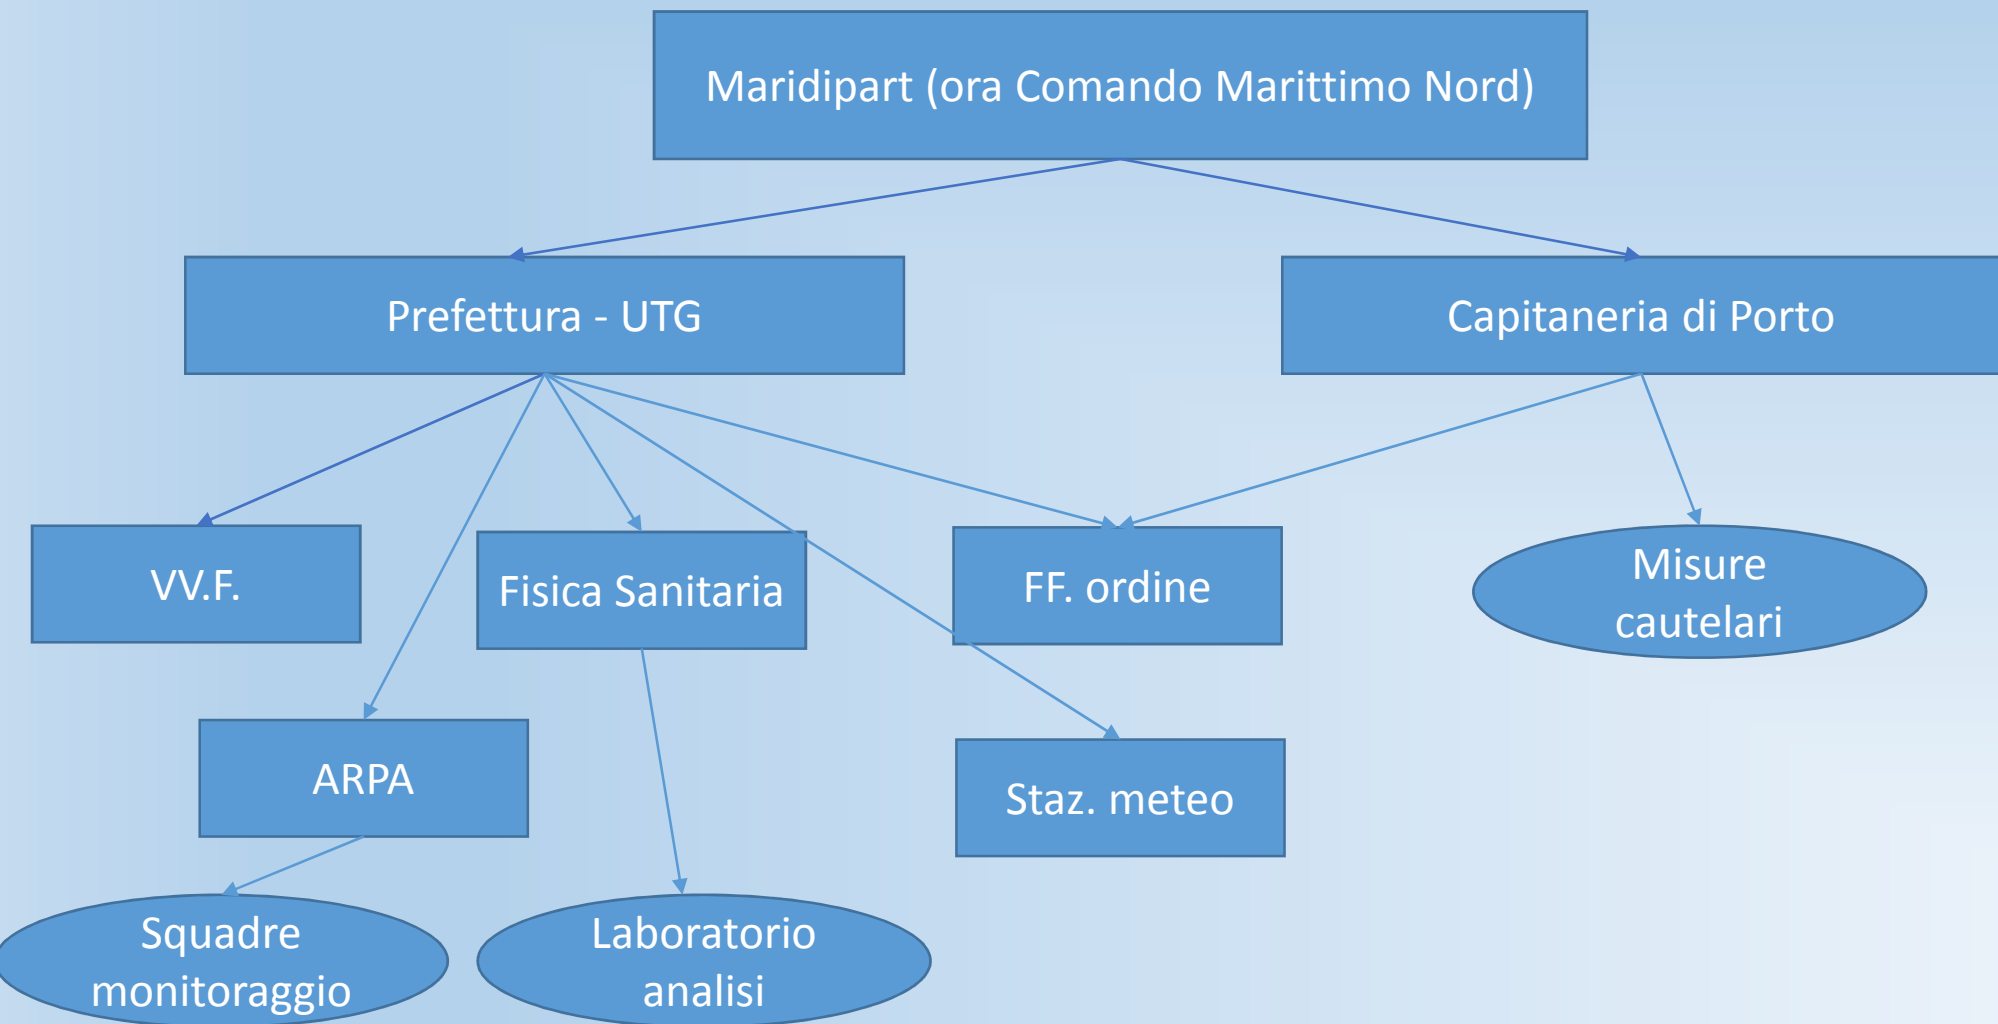 Maridipart (ora Comando Marittimo Nord)
Prefettura - UTG
Capitaneria di Porto
VV.F.
Fisica Sanitaria
FF. ordine
Misure
cautelari
ARPA
Staz. meteo
Squadre
monitoraggio
Laboratorio
analisi